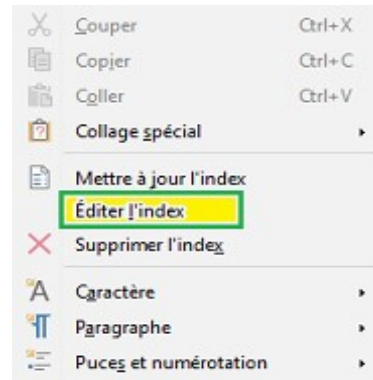 Couper Ctrl+X
Copier Ctrl+C
Coller Ctrl+V
Collage spécial
Mettre à jour l'index
Éditer l'index
Supprimer l'index
Caractère
Paragraphe
Puces et numérotation